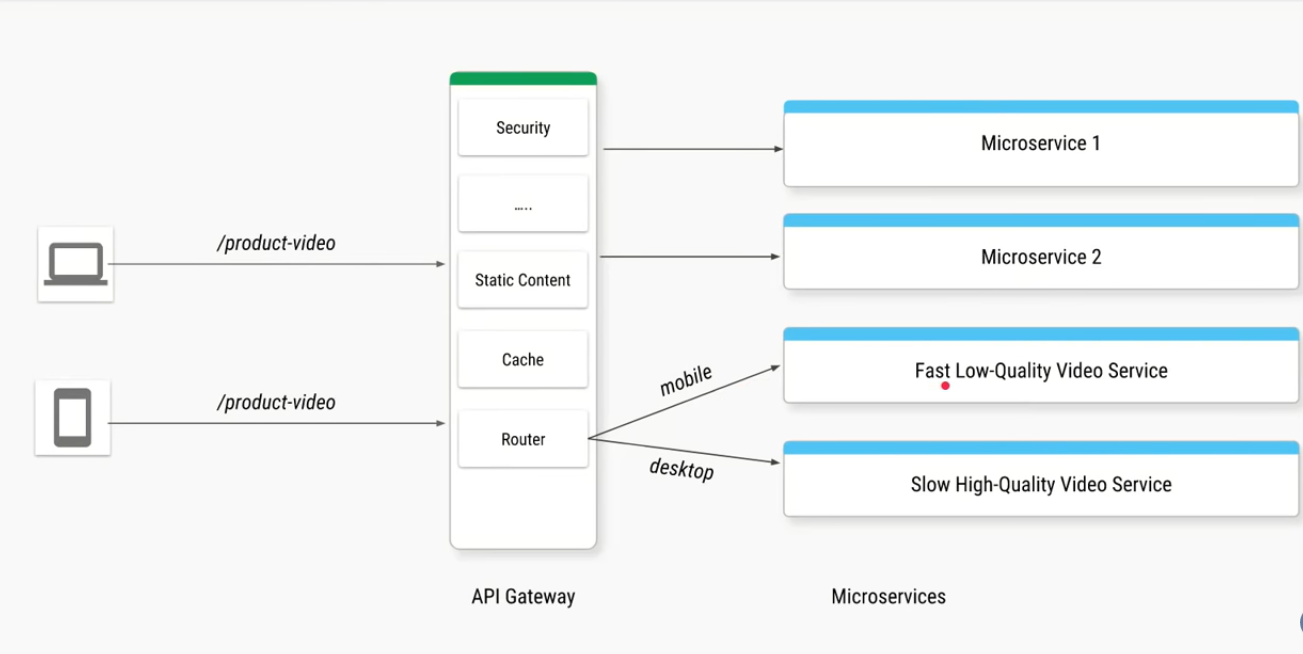 Security
Microservice 1
.....
/product-video
Microservice 2
Static Content
Cache
mobile
Fast Low-Quality Video Service
/product-video
Router
desktop
Slow High-Quality Video Service
API Gateway
Microservices